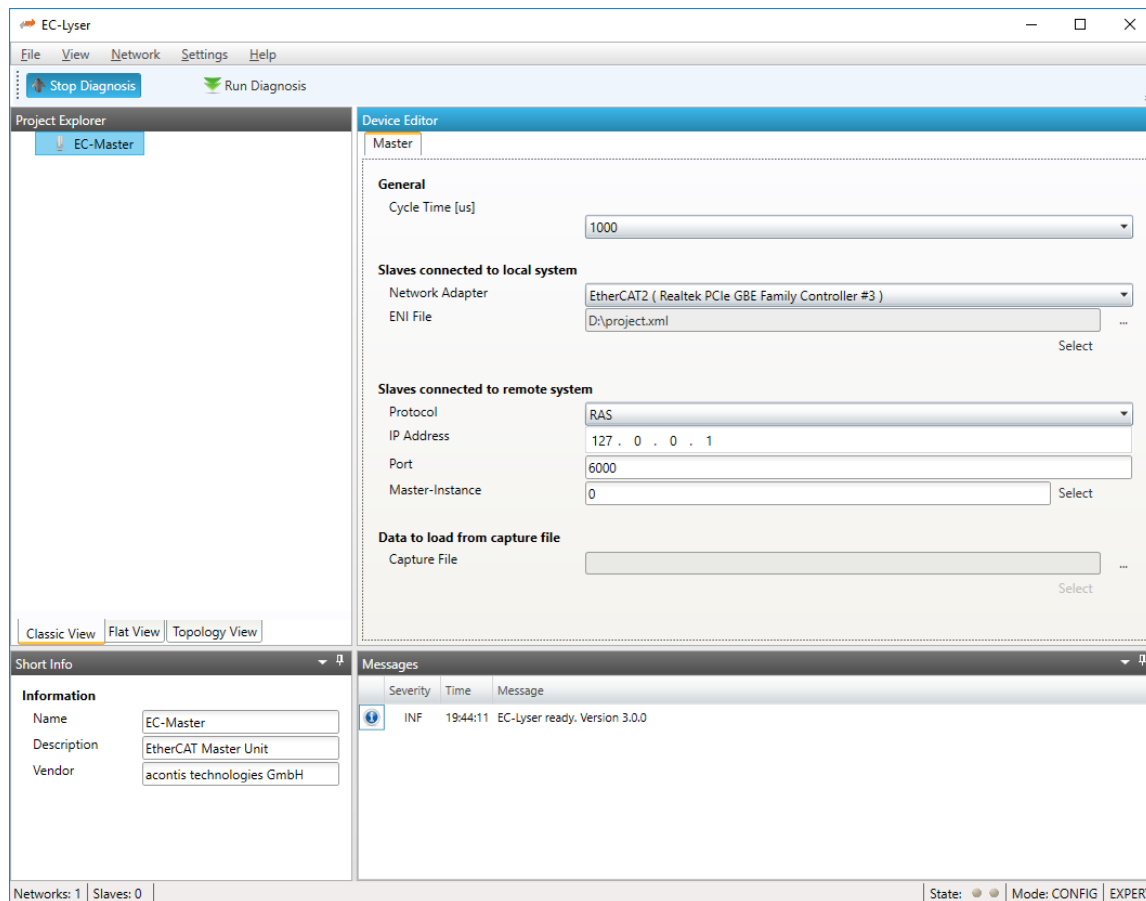 EC-Lyser
File View Network Settings Help
Stop Diagnosis Run Diagnosis
Project Explorer
EC-Master
Classic View Flat View Topology View
Device Editor
Master
General
Cycle Time [us]
1000
Slaves connected to local system
Network Adapter EtherCAT2 ( Realtek PCIe GBE Family Controller #3 )
ENI File D:\project.xml ...
Select
Slaves connected to remote system
Protocol RAS
IP Address 127 . 0 . 0 . 1
Port 6000
Master-Instance 0 Select
Data to load from capture file
Capture File ...
Select
Short Info
Information
Name EC-Master
Description EtherCAT Master Unit
Vendor acontis technologies GmbH
Messages
Severity Time Message
INF 19:44:11 EC-Lyser ready. Version 3.0.0
Networks: 1 Slaves: 0 State: Mode: CONFIG EXPERT